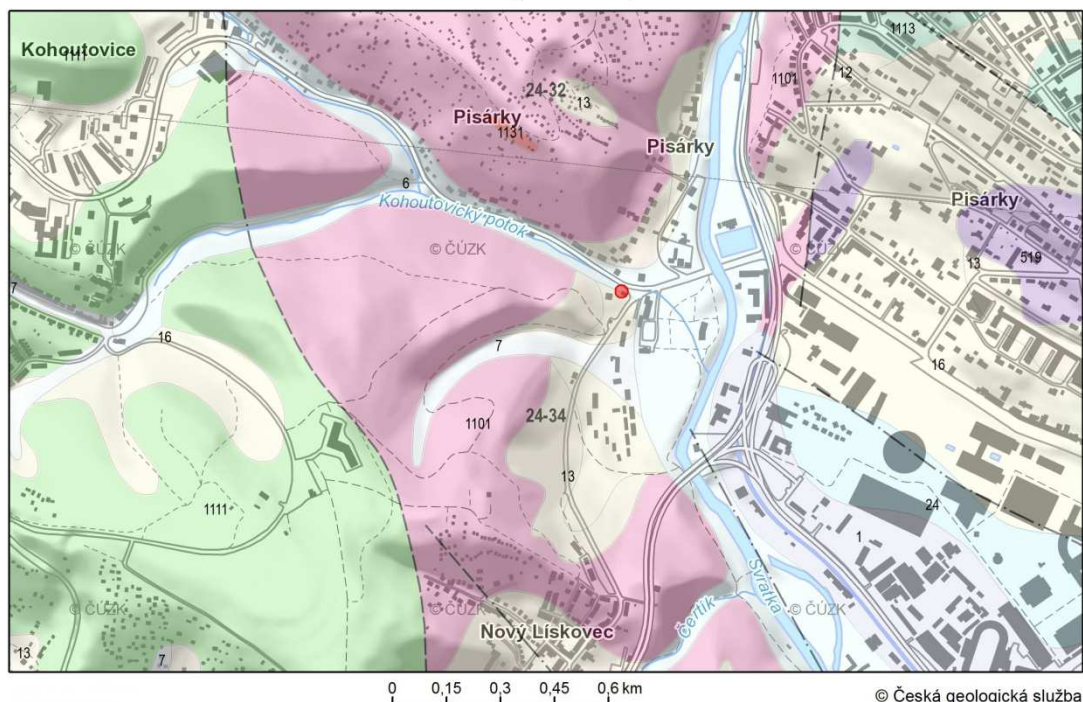 Kohoutovice
1111
24-32
13
1113
1101
12
Pisárky
1131
Pisárky
6
Kohoutovický potok
Pisárky
© ČÚZK
© ČÚZK
© ČÚZK
13
519
7
16
7
16
24-34
1101
13
1111
24
1
Svratka
© ČÚZK
© ČÚZK
© ČÚZK
Čertík
Nový Lískovec
13
7
0 0,15 0,3 0,45 0,6 km
© Česká geologická služba